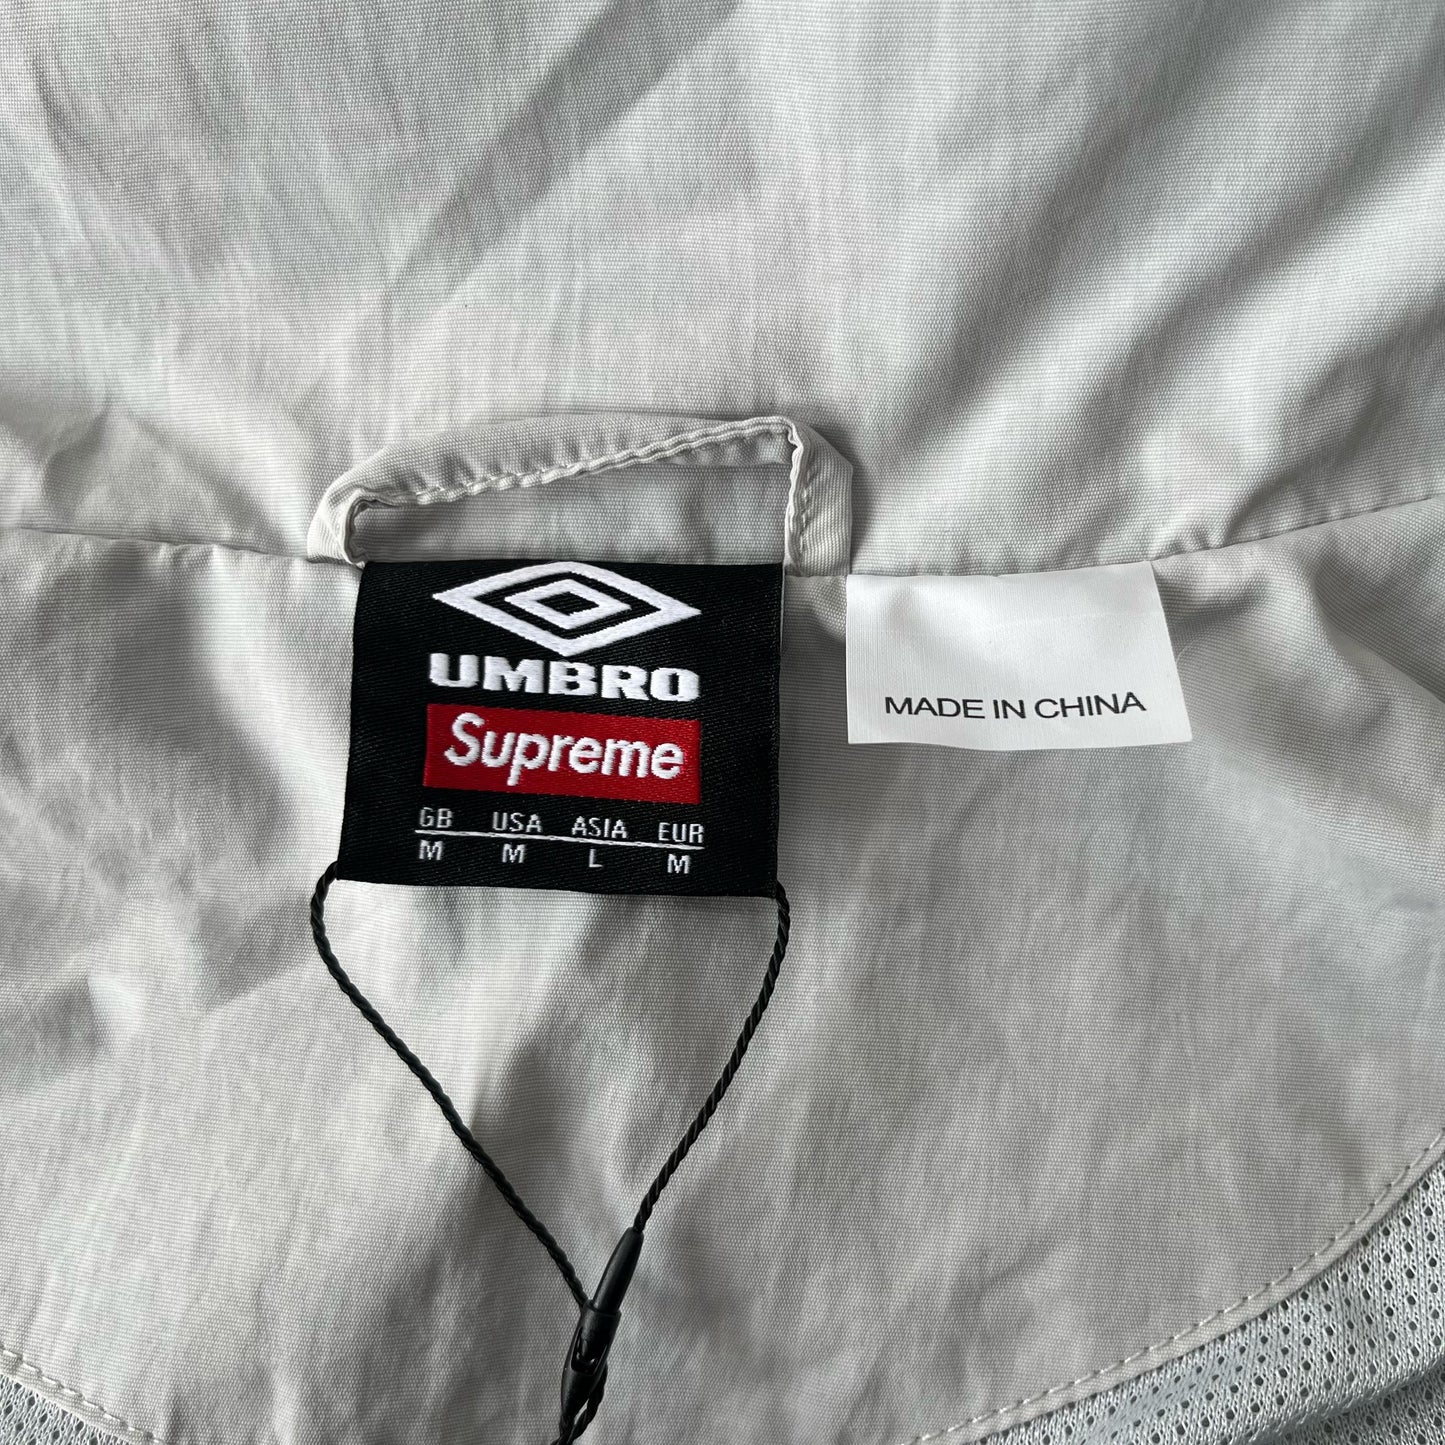 UMBRO
Supreme
GB USA ASIA EUR
M M L M
MADE IN CHINA